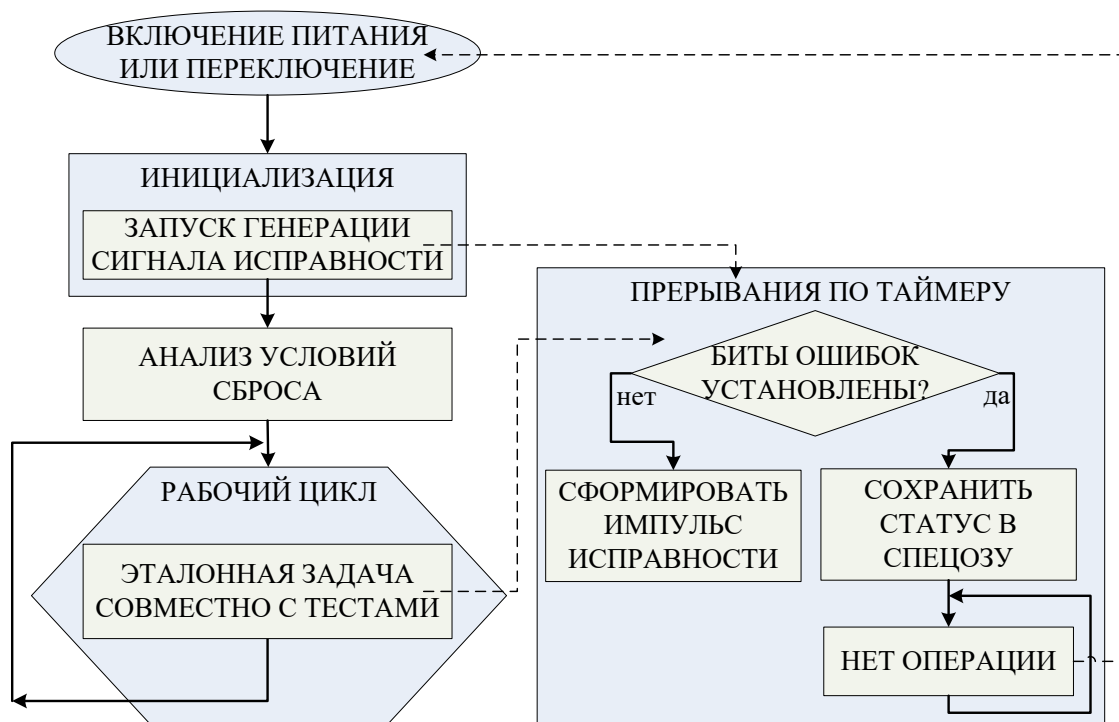 ВКЛЮЧЕНИЕ ПИТАНИЯ
ИЛИ ПЕРЕКЛЮЧЕНИЕ
ИНИЦИАЛИЗАЦИЯ
ЗАПУСК ГЕНЕРАЦИИ
СИГНАЛА ИСПРАВНОСТИ
АНАЛИЗ УСЛОВИЙ
СБРОСА
РАБОЧИЙ ЦИКЛ
ЭТАЛОННАЯ ЗАДАЧА
СОВМЕСТНО С ТЕСТАМИ
ПРЕРЫВАНИЯ ПО ТАЙМЕРУ
БИТЫ ОШИБОК
УСТАНОВЛЕНЫ?
нет
да
СФОРМИРОВАТЬ
ИМПУЛЬС
ИСПРАВНОСТИ
СОХРАНИТЬ
СТАТУС В
СПЕЦОЗУ
НЕТ ОПЕРАЦИИ